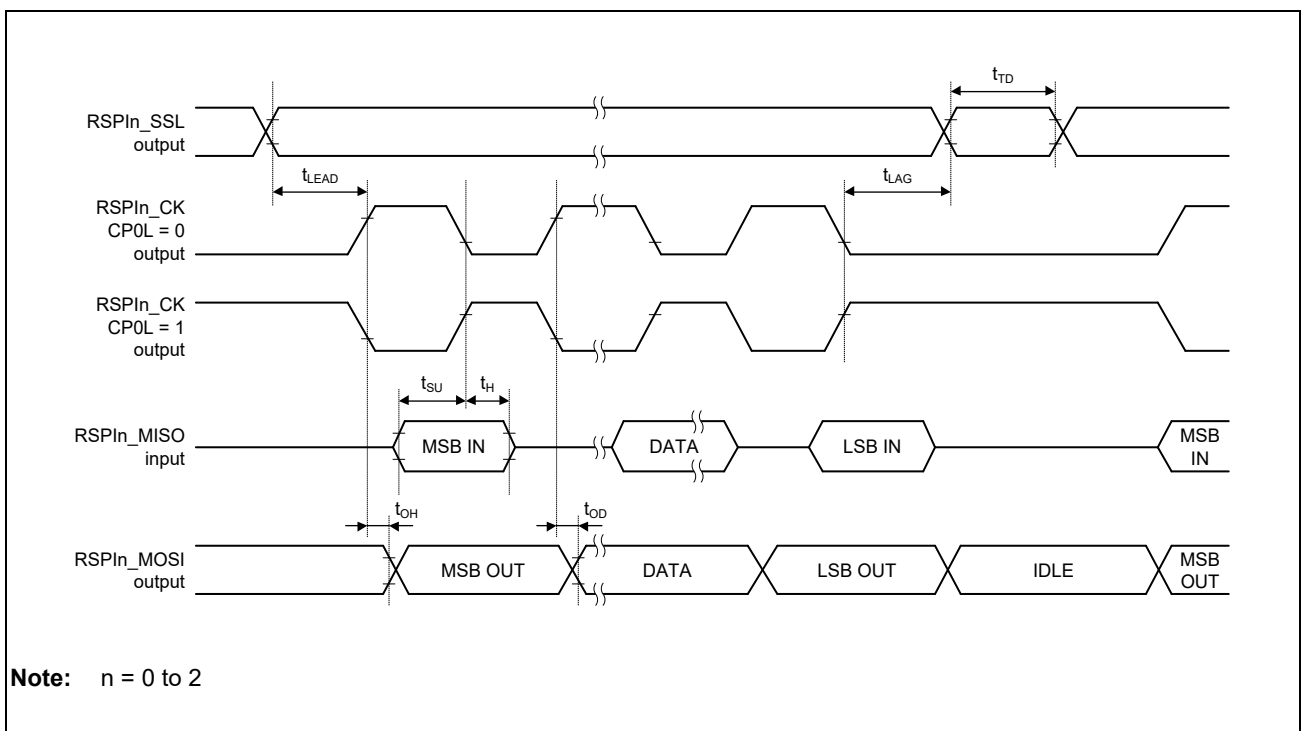 tTD
RSPIn_SSL
output
tLEAD
tLAG
RSPIn_CK
CP0L = 0
output
RSPIn_CK
CP0L = 1
output
tSU
tH
RSPIn_MISO
input
MSB IN
DATA
LSB IN
MSB
IN
tOH
tOD
RSPIn_MOSI
output
MSB OUT
DATA
LSB OUT
IDLE
MSB
OUT
Note: n = 0 to 2